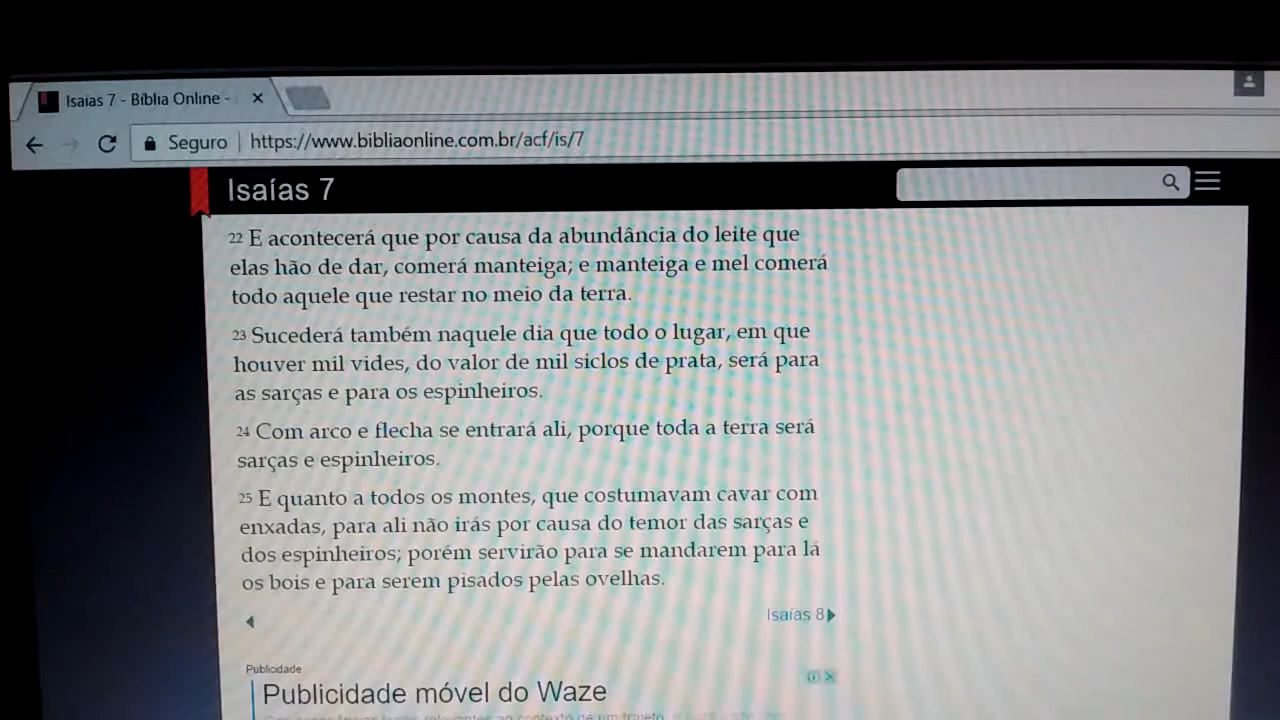 Isaias 7 - Bíblia Online -
Seguro
https://www.bibliaonline.com.br/acf/is/7
Isaías 7
22 E acontecerá que por causa da abundância do leite que
elas hão de dar, comerá manteiga; e manteiga e mel comerá
todo aquele que restar no meio da terra.
23 Sucederá também naquele dia que todo o lugar, em que
houver mil vides, do valor de mil siclos de prata, será para
as sarças e para os espinheiros.
24 Com arco e flecha se entrará ali, porque toda a terra será
sarças e espinheiros.
25 E quanto a todos os montes, que costumavam cavar com
enxadas, para ali não irás por causa do temor das sarças e
dos espinheiros; porém servirão para se mandarem para lá
os bois e para serem pisados pelas ovelhas.
Isaías 8
Publicidade
Publicidade móvel do Waze